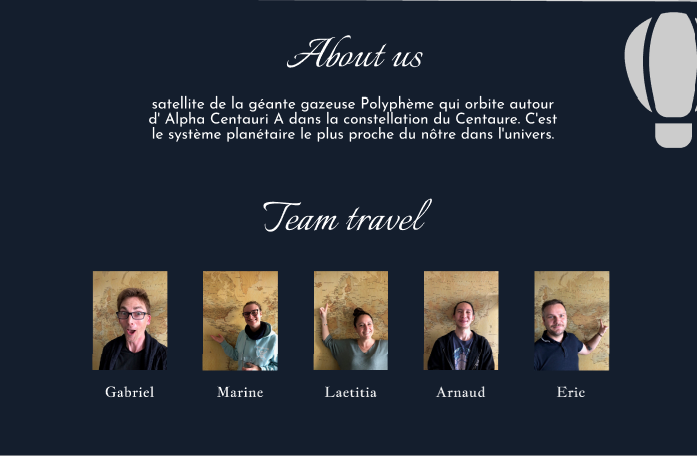 About us
satellite de la géante gazeuse Polyphème qui orbite autour
d' Alpha Centauri A dans la constellation du Centaure. C'est
le système planétaire le plus proche du nôtre dans l'univers.
Team travel
Gabriel Marine Laetitia Arnaud Eric